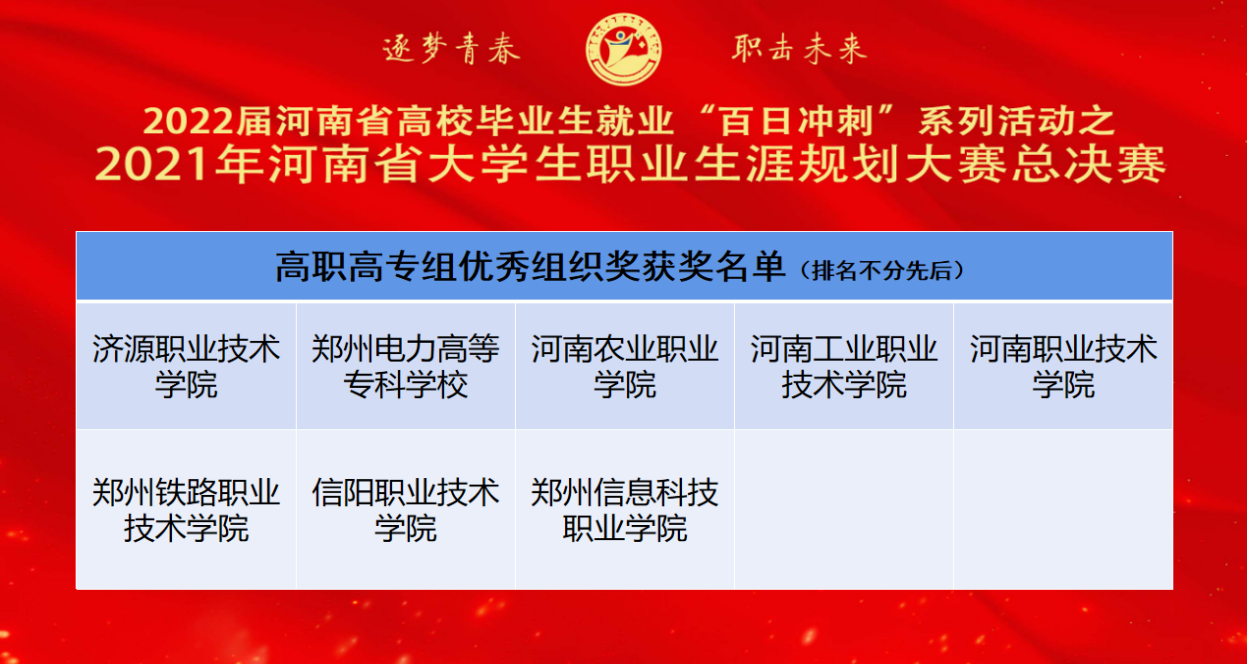 逐梦青春
职击未来
2022届河南省高校毕业生就业“百日冲刺”系列活动之
2021年河南省大学生职业生涯规划大赛总决赛
高职高专组优秀组织奖获奖名单（排名不分先后）
济源职业技术
学院
郑州电力高等
专科学校
河南农业职业
学院
河南工业职业
技术学院
河南职业技术
学院
郑州铁路职业
技术学院
信阳职业技术
学院
郑州信息科技
职业学院